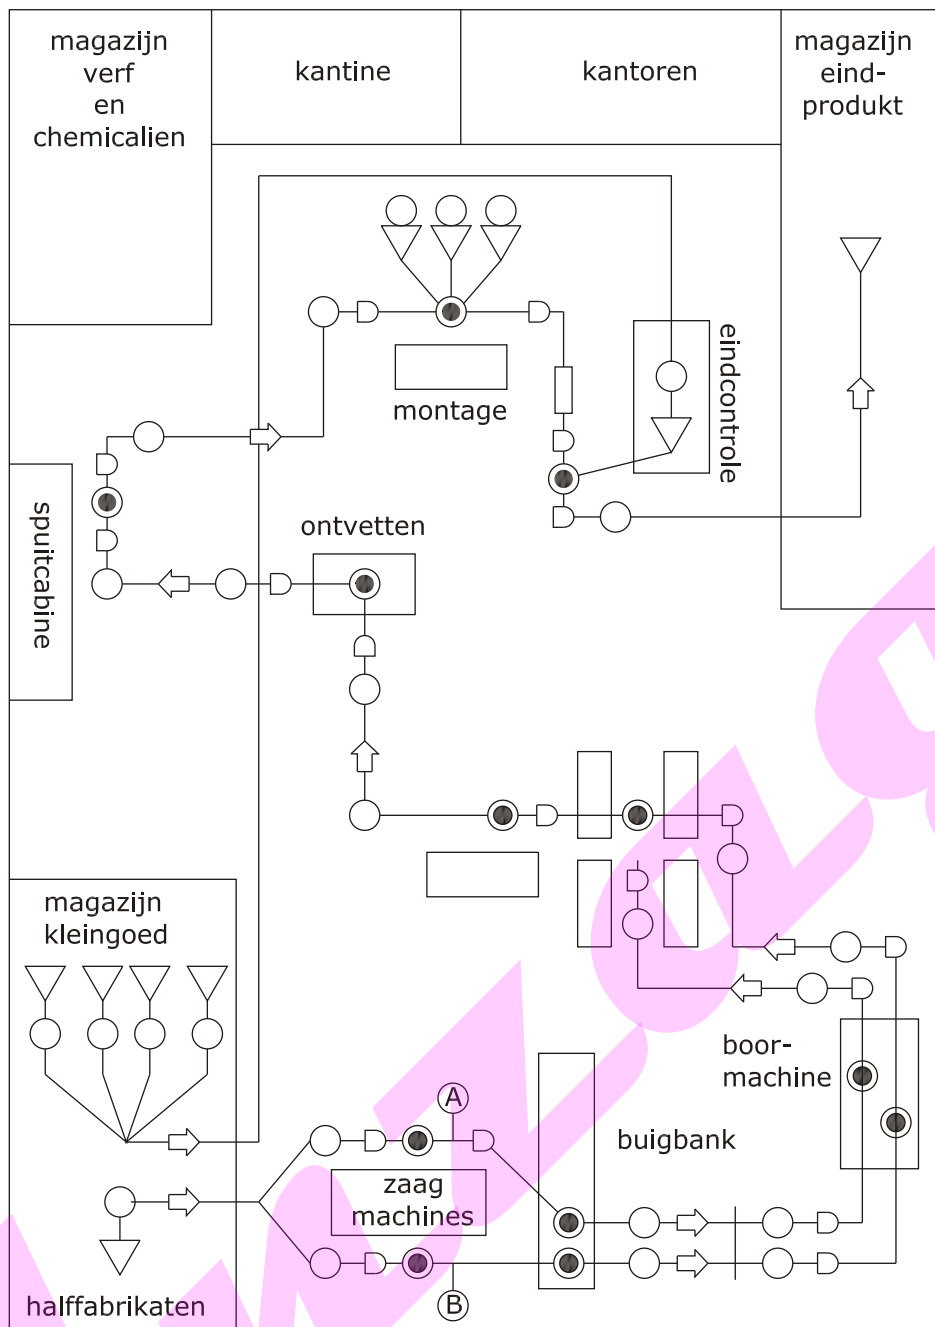 magazijn
verf
en
chemicalien
kantine
kantoren
magazijn
eind-
produkt
montage
eindcontrole
spuitcabine
ontvetten
magazijn
kleingoed
boor-
machine
A
buigbank
zaag
machines
B
halffabrikaten